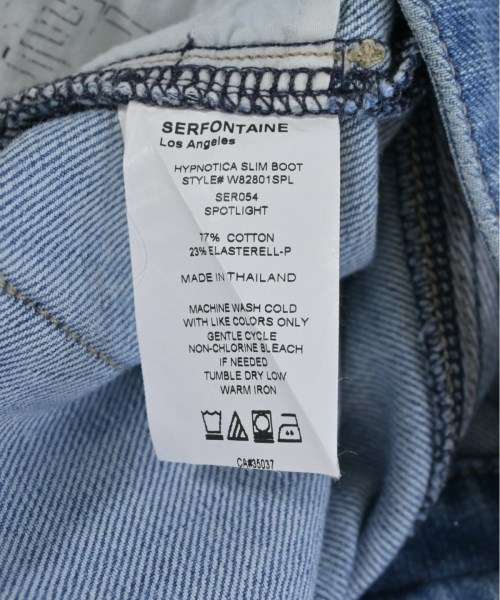 SERFONTAINE
Los Angeles
HYPNOTICA SLIM BOOT
STYLE# W82801SPL
SER054
SPOTLIGHT
77% COTTON
23% ELASTERELL-P
MADE IN THAILAND
MACHINE WASH COLD
WITH LIKE COLORS ONLY
GENTLE CYCLE
NON-CHLORINE BLEACH
IF NEEDED
TUMBLE DRY LOW
WARM IRON
CA#35037